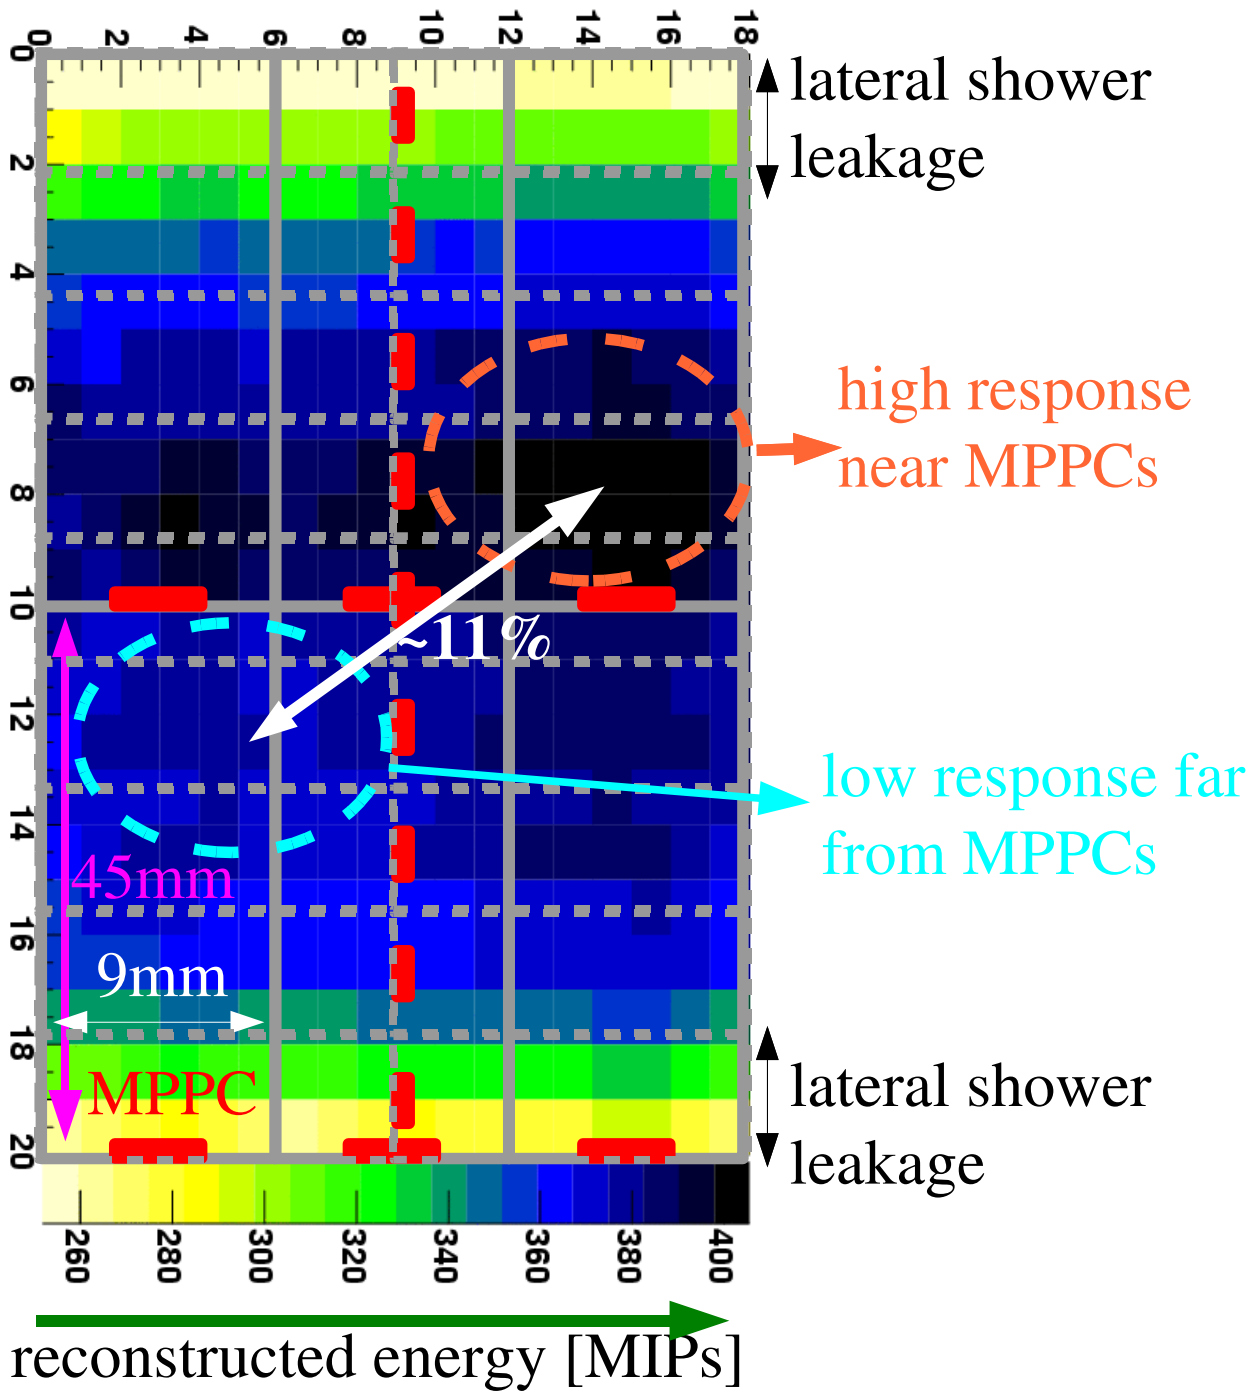 0 2 4 6 8 10 12 14 16 18
0
2
4
6
8
10
12
14
16
18
20
lateral shower
leakage
high response
near MPPCs
~11%
low response far
from MPPCs
45mm
9mm
MPPC
lateral shower
leakage
260 280 300 320 340 360 380 400
reconstructed energy [MIPs]